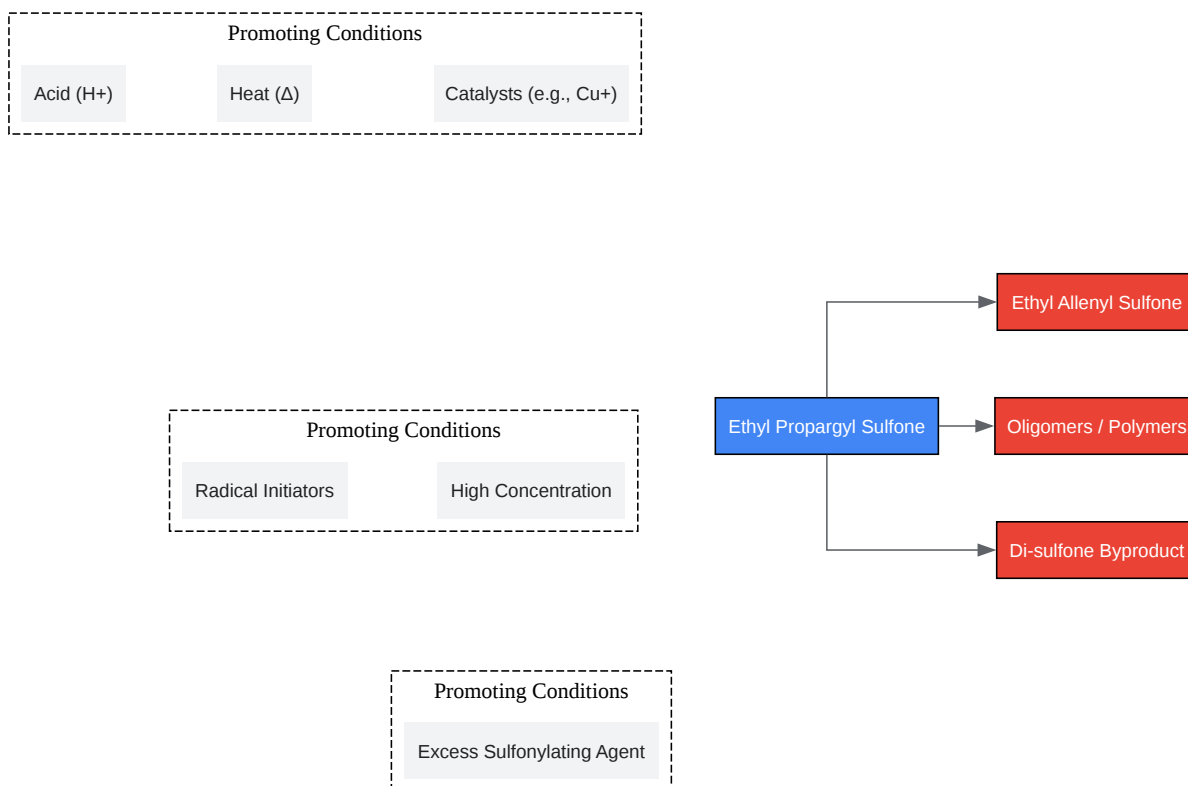 Promoting Conditions
Acid (H+)
Heat (Δ)
Catalysts (e.g., Cu+)
Ethyl Allenyl Sulfone
Ethyl Propargyl Sulfone
Oligomers / Polymers
Promoting Conditions
Radical Initiators
High Concentration
Di-sulfone Byproduct
Promoting Conditions
Excess Sulfonylating Agent